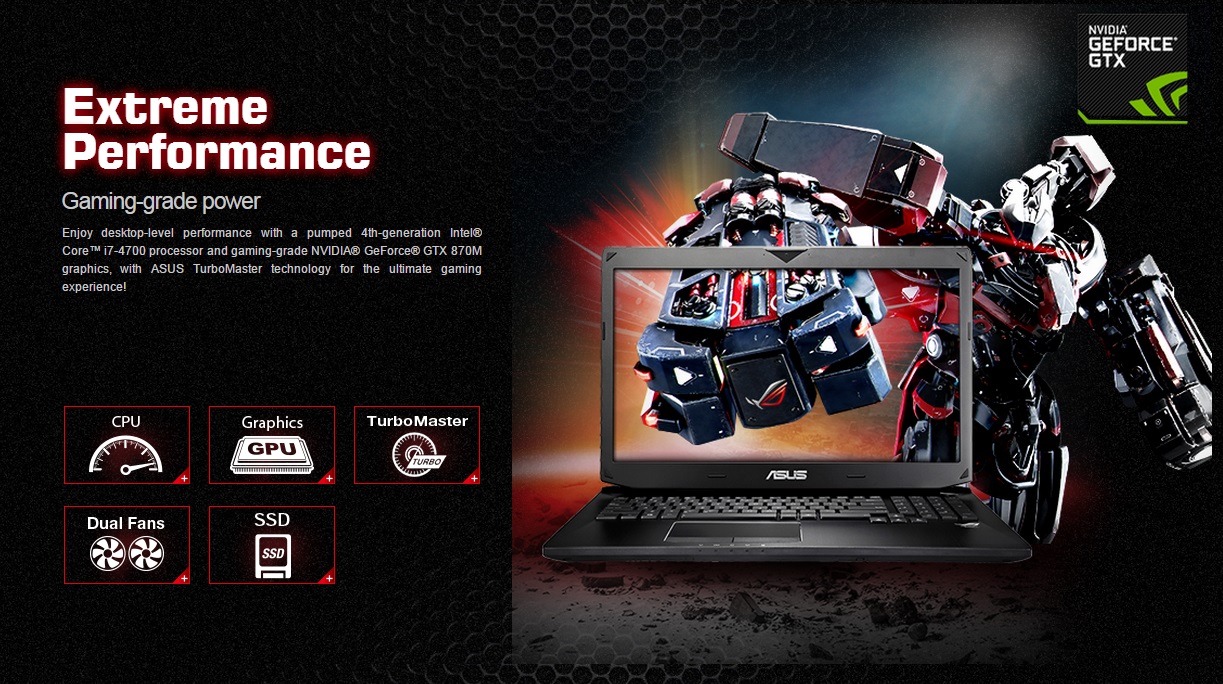 NVIDIA®
GEFORCE®
GTX
Extreme
Performance
Gaming-grade power
Enjoy desktop-level performance with a pumped 4th-generation Intel®
Core™ i7-4700 processor and gaming-grade NVIDIA® GeForce® GTX 870M
graphics, with ASUS TurboMaster technology for the ultimate gaming
experience!
CPU
Graphics
GPU
TurboMaster
TURBO
Dual Fans
SSD
SSD
ASUS